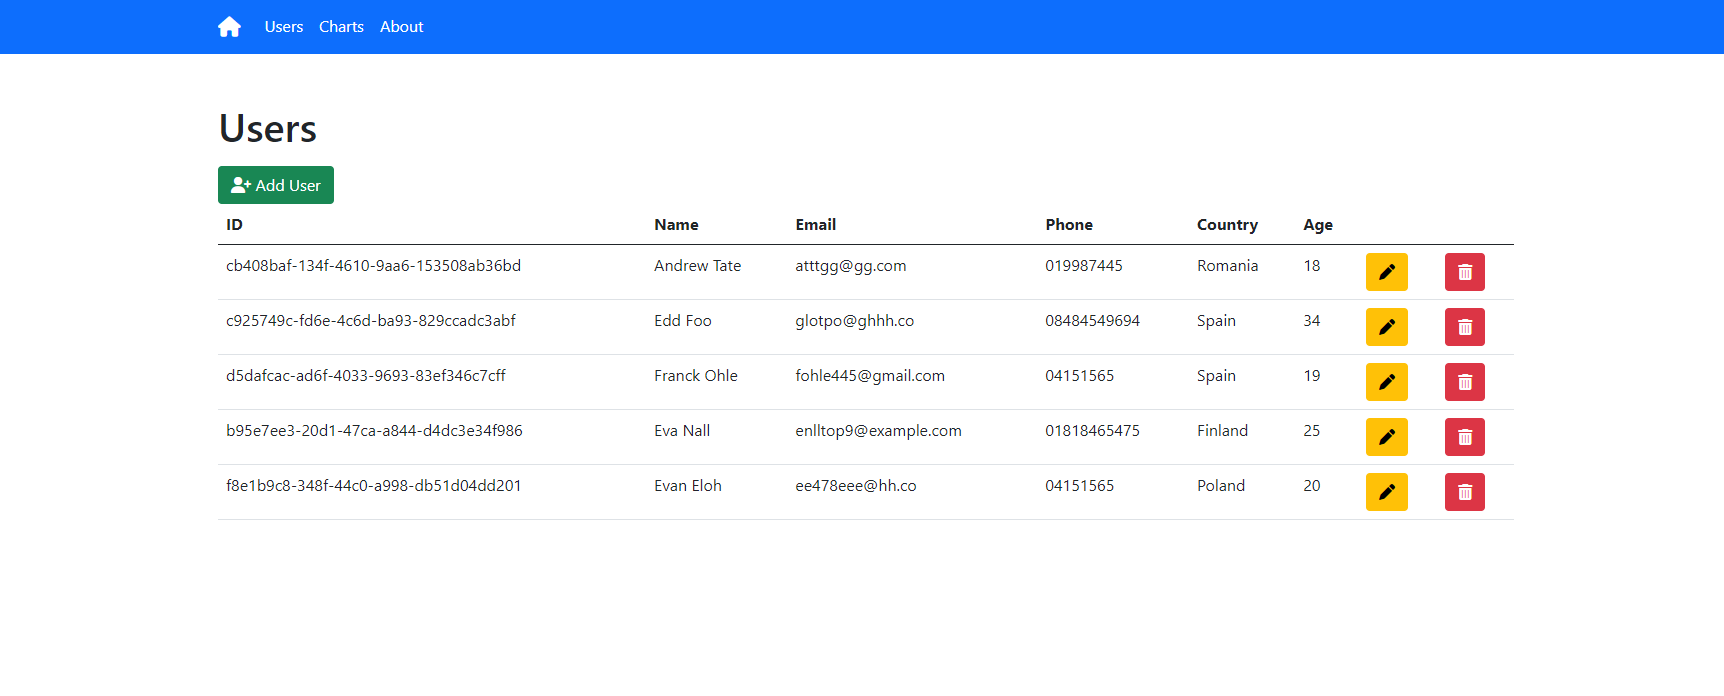 Users Charts About
Users
Add User
ID Name Email Phone Country Age
cb408baf-134f-4610-9aa6-153508ab36bd Andrew Tate atttgg@gg.com 019987445 Romania 18
c925749c-fd6e-4c6d-ba93-829ccadc3abf Edd Foo glotpo@ghhh.co 08484549694 Spain 34
d5dafcac-ad6f-4033-9693-83ef346c7cff Franck Ohle fohle445@gmail.com 04151565 Spain 19
b95e7ee3-20d1-47ca-a844-d4dc3e34f986 Eva Nall enlltop9@example.com 01818465475 Finland 25
f8e1b9c8-348f-44c0-a998-db51d04dd201 Evan Eloh ee478eee@hh.co 04151565 Poland 20